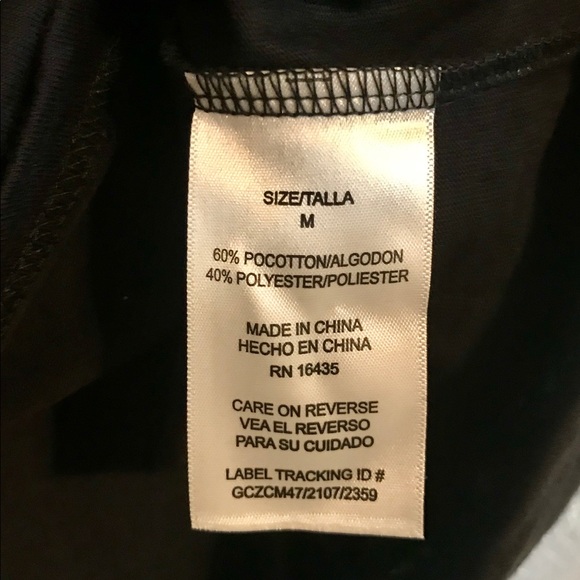 SIZE/TALLA
M
60% POCOTTON/ALGODON
40% POLYESTER/POLIESTER
MADE IN CHINA
HECHO EN CHINA
RN 16435
CARE ON REVERSE
VEA EL REVERSO
PARA SU CUIDADO
LABEL TRACKING ID #
GCZCM47/2107/2359